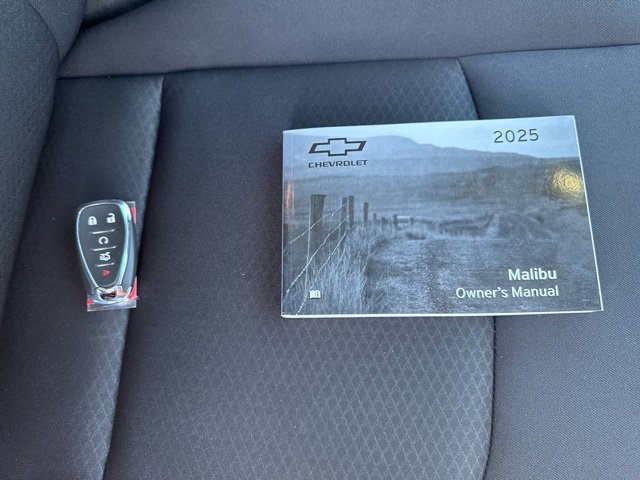 2025
CHEVROLET
Malibu
Owner's Manual